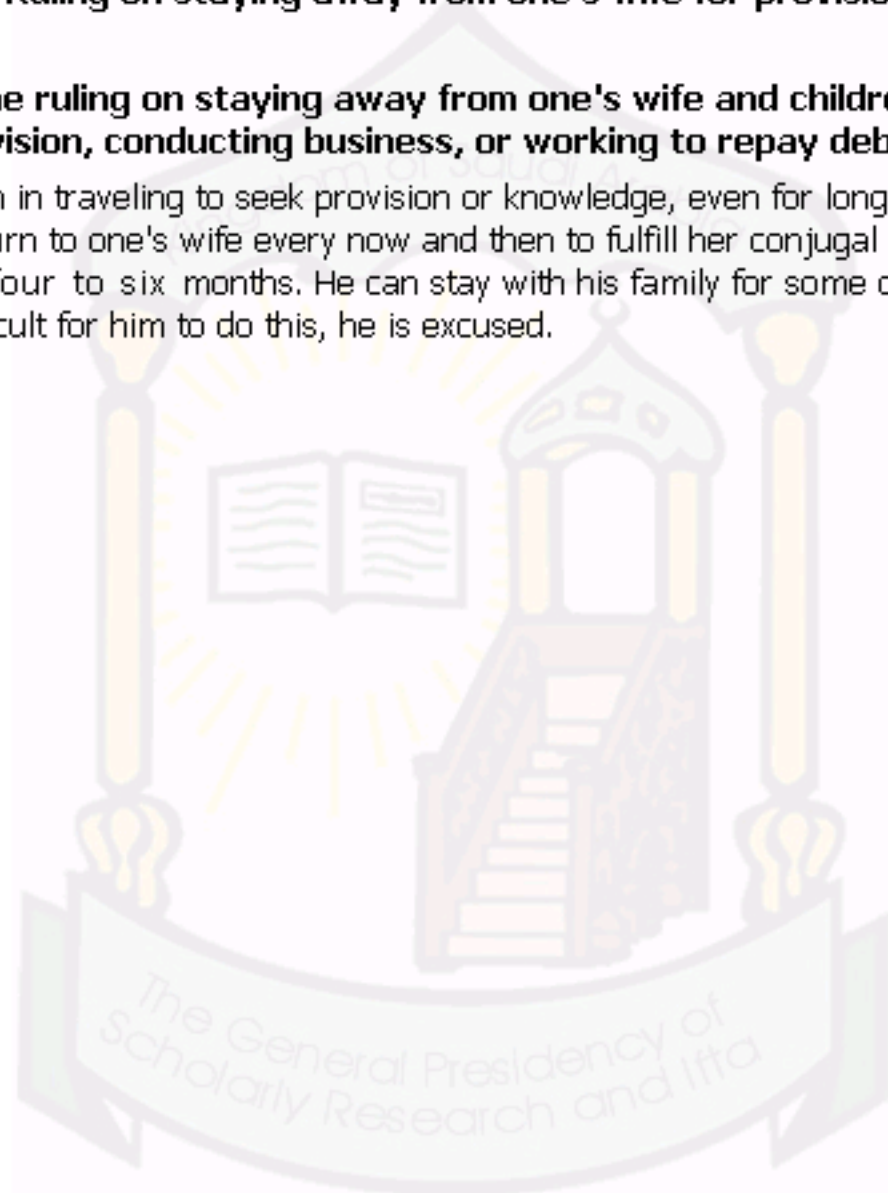 Ruling on staying away from one's wife for provision
ne ruling on staying away from one's wife and childre
vision, conducting business, or working to repay deb
n in traveling to seek provision or knowledge, even for long
urn to one's wife every now and then to fulfill her conjugal
four to six months. He can stay with his family for some
cult for him to do this, he is excused.
Kingdom of Saudi Arabia
The General Presidency of
Scholarly Research and Ifta